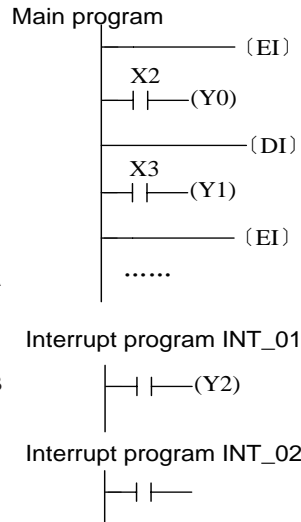 Main program
〔EI〕
X2
(Y0)
〔DI〕
X3
(Y1)
〔EI〕
......
Interrupt program INT_01
(Y2)
Interrupt program INT_02